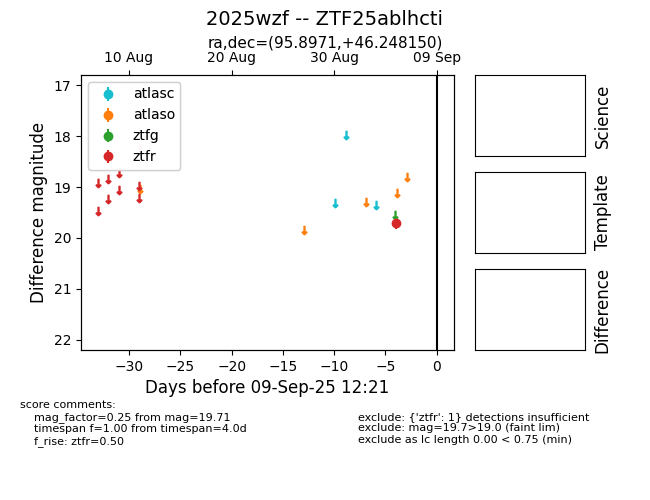 2025wzf -- ZTF25ablhcti
ra,dec=(95.8971,+46.248150)
10 Aug
20 Aug
30 Aug
09 Sep
17
18
19
20
21
22
Difference magnitude
atlasc
atlaso
ztfg
ztfr
−30
−25
−20
−15
−10
−5
0
Days before 09-Sep-25 12:21
Science
Template
Difference
score comments:
mag_factor=0.25 from mag=19.71
timespan f=1.00 from timespan=4.0d
f_rise: ztfr=0.50
exclude: {'ztfr': 1} detections insufficient
exclude: mag=19.7>19.0 (faint lim)
exclude as lc length 0.00 < 0.75 (min)